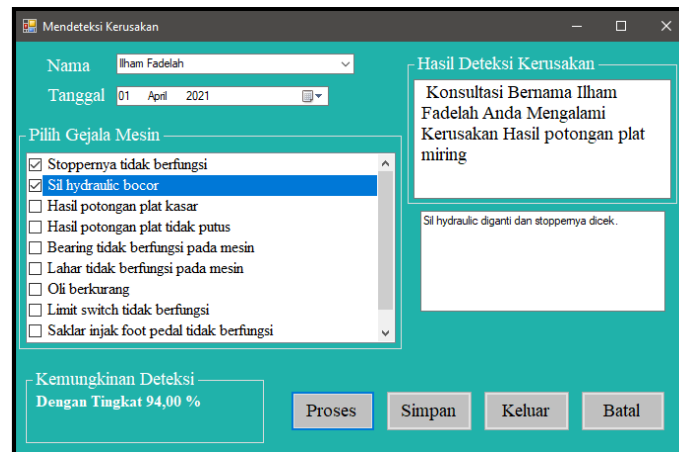 Mendeteksi Kerusakan
Nama
Ilham Fadelah
Tanggal
01 April 2021
Pilih Gejala Mesin
Stoppernya tidak berfungsi
Sil hydraulic bocor
Hasil potongan plat kasar
Hasil potongan plat tidak putus
Bearing tidak berfungsi pada mesin
Lahar tidak berfungsi pada mesin
Oli berkurang
Limit switch tidak berfungsi
Saklar injak foot pedal tidak berfungsi
Hasil Deteksi Kerusakan
Konsultasi Bernama Ilham
Fadelah Anda Mengalami
Kerusakan Hasil potongan plat
miring
Sil hydraulic diganti dan stoppernya dicek.
Kemungkinan Deteksi
Dengan Tingkat 94,00 %
Proses
Simpan
Keluar
Batal